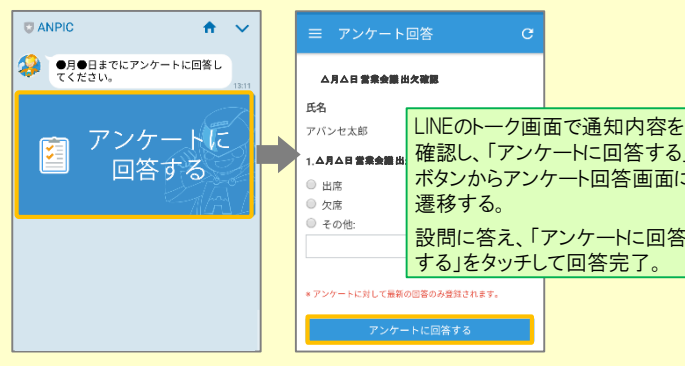 ANPIC
●月●日までにアンケートに回答し
てください。
13:11
アンケートに
回答する
アンケート回答
△月△日 営業会議 出欠確認
氏名
アバンセ太郎
1.△月△日 営業会議 出
出席
欠席
その他:
* アンケートに対して最新の回答のみ登録されます。
アンケートに回答する
LINEのトーク画面で通知内容を
確認し、「アンケートに回答する」
ボタンからアンケート回答画面に
遷移する。
設問に答え、「アンケートに回答
する」をタッチして回答完了。